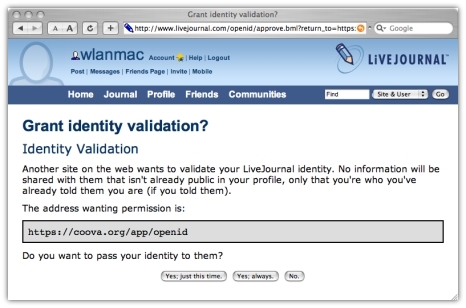 Grant identity validation?
http://www.livejournal.com/openid/approve.bml?return_to=https:
Google
wlanmac Account | Help | Logout
Post | Messages | Friends Page | Invite | Mobile
LIVEJOURNAL™
Home Journal Profile Friends Communities Find Site & User Go
Grant identity validation?
Identity Validation
Another site on the web wants to validate your LiveJournal identity. No information will be
shared with them that isn't already public in your profile, only that you're who you've
already told them you are (if you told them).
The address wanting permission is:
https://coova.org/app/openid
Do you want to pass your identity to them?
Yes; just this time. Yes; always. No.